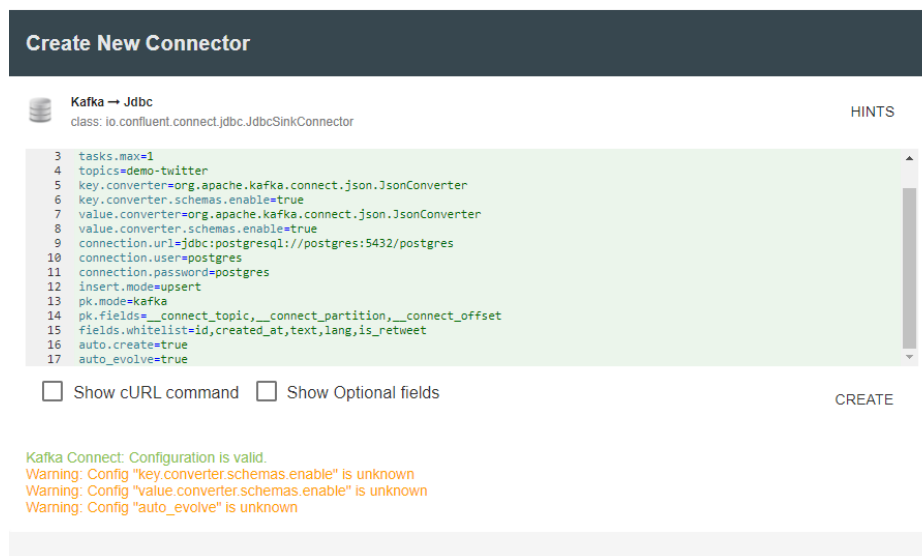 Create New Connector
Kafka → Jdbc
class: io.confluent.connect.jdbc.JdbcSinkConnector
HINTS
3 tasks.max=1
4 topics=demo-twitter
5 key.converter=org.apache.kafka.connect.json.JsonConverter
6 key.converter.schemas.enable=true
7 value.converter=org.apache.kafka.connect.json.JsonConverter
8 value.converter.schemas.enable=true
9 connection.url=jdbc:postgresql://postgres:5432/postgres
10 connection.user=postgres
11 connection.password=postgres
12 insert.mode=upsert
13 pk.mode=kafka
14 pk.fields=__connect_topic,__connect_partition,__connect_offset
15 fields.whitelist=id,created_at,text,lang,is_retweet
16 auto.create=true
17 auto_evolve=true
Show cURL command Show Optional fields
CREATE
Kafka Connect: Configuration is valid.
Warning: Config "key.converter.schemas.enable" is unknown
Warning: Config "value.converter.schemas.enable" is unknown
Warning: Config "auto_evolve" is unknown